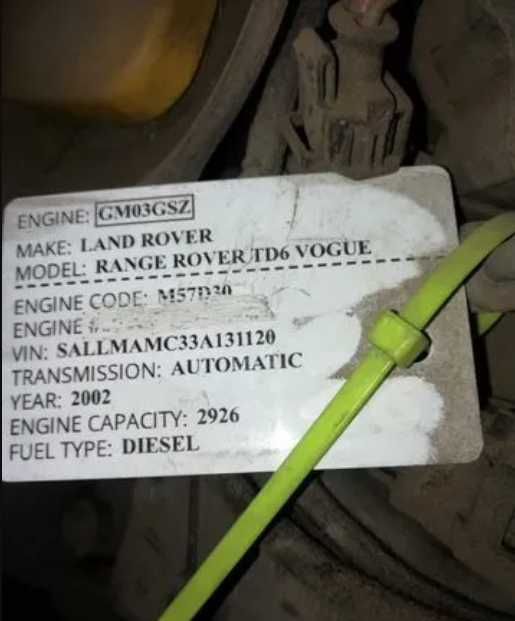 ENGINE: GM03GSZ
MAKE: LAND ROVER
MODEL: RANGE ROVER TD6 VOGUE
ENGINE CODE: M57D30
ENGINE
VIN: SALLMAMC33A131120
TRANSMISSION: AUTOMATIC
YEAR: 2002
ENGINE CAPACITY: 2926
FUEL TYPE: DIESEL